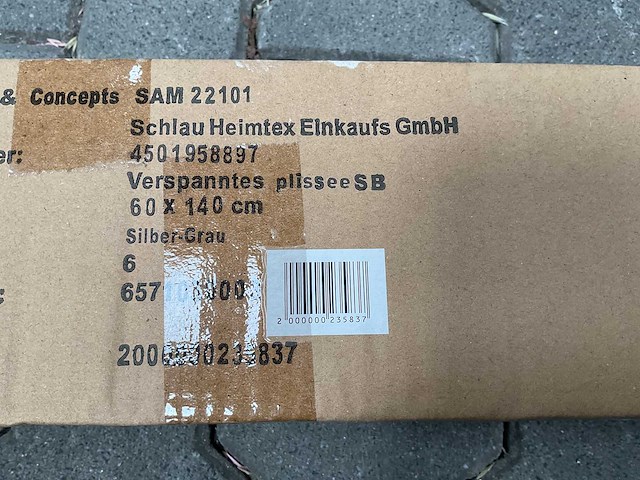 & Concepts SAM 22101
Schlau Heimtex Einkaufs GmbH
er: 4501958897
Verspanntes plissee SB
60 x 140 cm
Silber-Grau
6
2 000000 235837